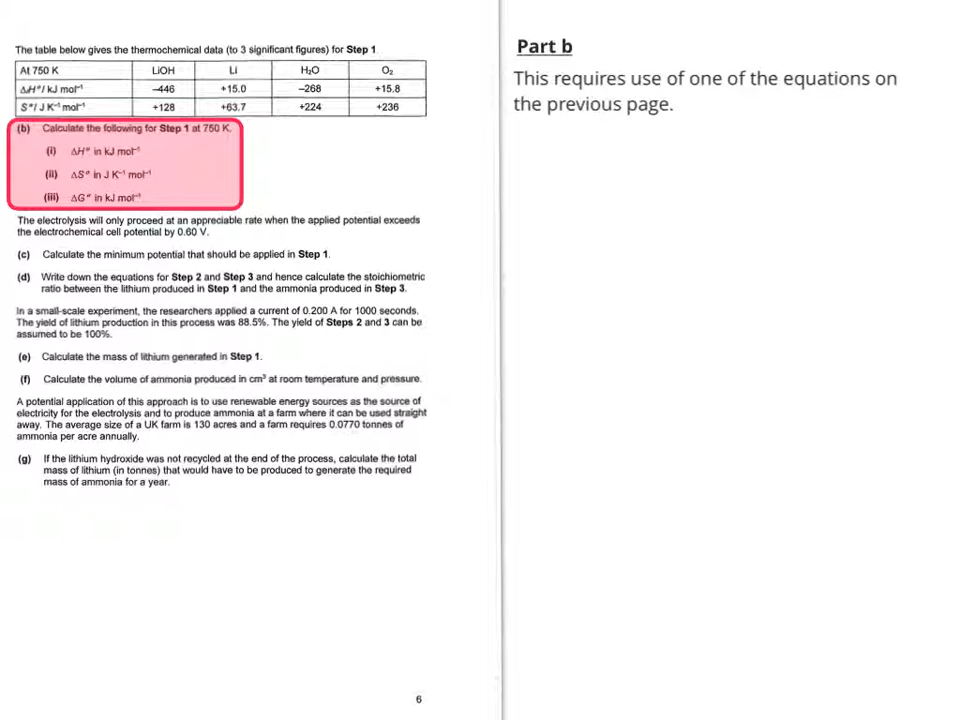 The table below gives the thermochemical data (to 3 significant figures) for Step 1
At 750 K LiOH Li H₂O O₂
ΔfH°/ kJ mol⁻¹ –446 +15.0 –268 +15.8
S°/ J K⁻¹ mol⁻¹ +128 +63.7 +224 +236
(b) Calculate the following for Step 1 at 750 K.
(i) ΔH° in kJ mol⁻¹
(ii) ΔS° in J K⁻¹ mol⁻¹
(iii) ΔG° in kJ mol⁻¹
The electrolysis will only proceed at an appreciable rate when the applied potential exceeds
the electrochemical cell potential by 0.60 V.
(c) Calculate the minimum potential that should be applied in Step 1.
(d) Write down the equations for Step 2 and Step 3 and hence calculate the stoichiometric
ratio between the lithium produced in Step 1 and the ammonia produced in Step 3.
In a small-scale experiment, the researchers applied a current of 0.200 A for 1000 seconds.
The yield of lithium production in this process was 88.5%. The yield of Steps 2 and 3 can be
assumed to be 100%.
(e) Calculate the mass of lithium generated in Step 1.
(f) Calculate the volume of ammonia produced in cm³ at room temperature and pressure.
A potential application of this approach is to use renewable energy sources as the source of
electricity for the electrolysis and to produce ammonia at a farm where it can be used straight
away. The average size of a UK farm is 130 acres and a farm requires 0.0770 tonnes of
ammonia per acre annually.
(g) If the lithium hydroxide was not recycled at the end of the process, calculate the total
mass of lithium (in tonnes) that would have to be produced to generate the required
mass of ammonia for a year.
6
Part b
This requires use of one of the equations on
the previous page.